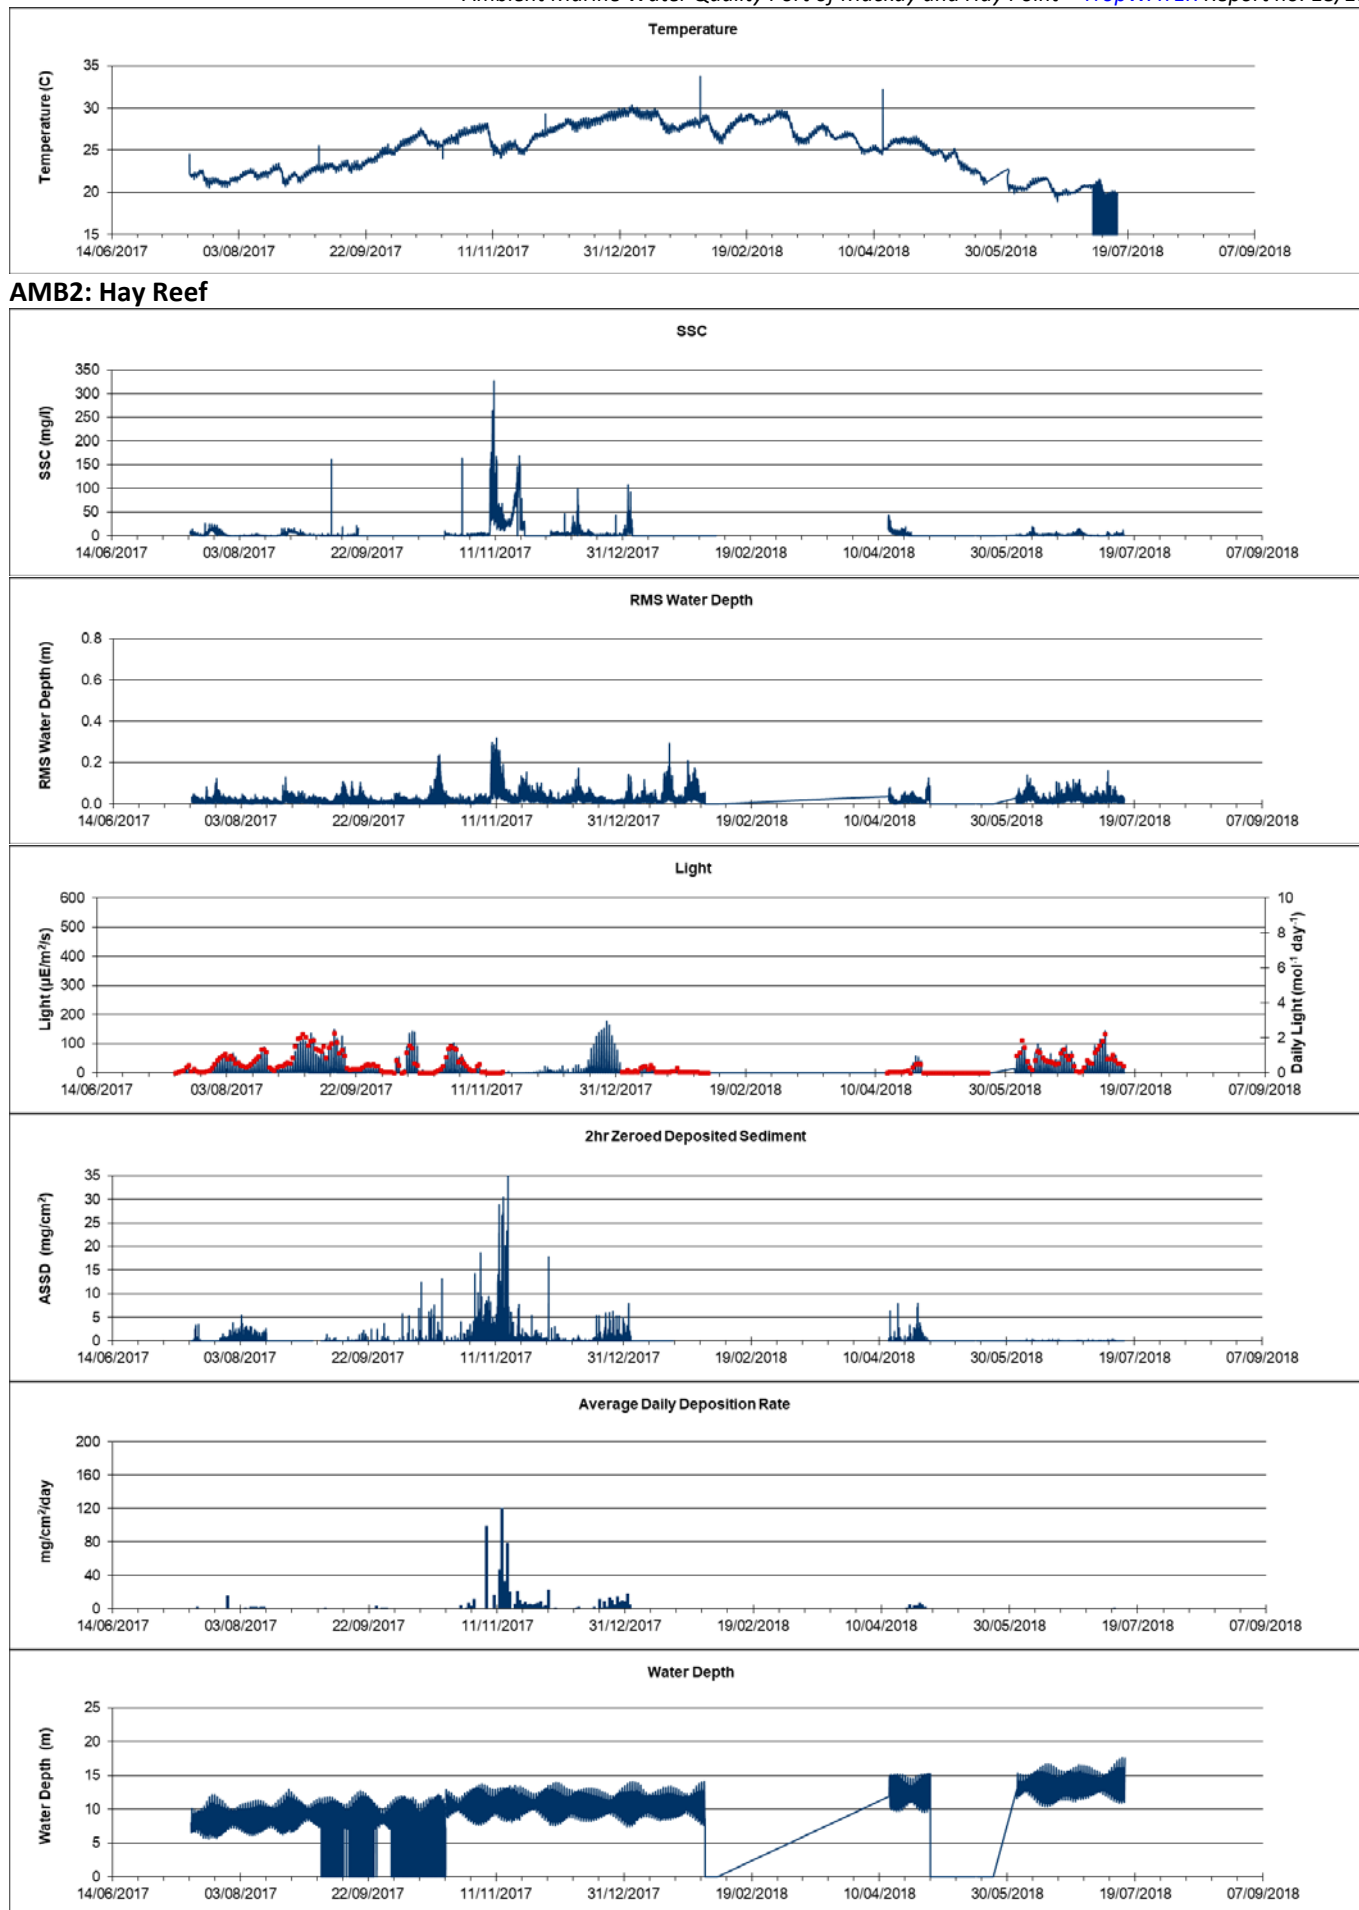 Ambient Marine Water Quality Port of Mackay and Hay Point – TropWATER Report no.
Temperature
Temperature (C)
35
30
25
20
15
14/06/2017 03/08/2017 22/09/2017 11/11/2017 31/12/2017 19/02/2018 10/04/2018 30/05/2018 19/07/2018 07/09/2018
AMB2: Hay Reef
SSC
SSC (mg/l)
350
300
250
200
150
100
50
0
14/06/2017 03/08/2017 22/09/2017 11/11/2017 31/12/2017 19/02/2018 10/04/2018 30/05/2018 19/07/2018 07/09/2018
RMS Water Depth
RMS Water Depth (m)
0.8
0.6
0.4
0.2
0.0
14/06/2017 03/08/2017 22/09/2017 11/11/2017 31/12/2017 19/02/2018 10/04/2018 30/05/2018 19/07/2018 07/09/2018
Light
Light (µE/m²/s)
600
500
400
300
200
100
0
10
8
6
4
2
0
Daily Light (mol⁻¹ day⁻¹)
14/06/2017 03/08/2017 22/09/2017 11/11/2017 31/12/2017 19/02/2018 10/04/2018 30/05/2018 19/07/2018 07/09/2018
2hr Zeroed Deposited Sediment
ASSD (mg/cm²)
35
30
25
20
15
10
5
0
14/06/2017 03/08/2017 22/09/2017 11/11/2017 31/12/2017 19/02/2018 10/04/2018 30/05/2018 19/07/2018 07/09/2018
Average Daily Deposition Rate
mg/cm²/day
200
160
120
80
40
0
14/06/2017 03/08/2017 22/09/2017 11/11/2017 31/12/2017 19/02/2018 10/04/2018 30/05/2018 19/07/2018 07/09/2018
Water Depth
Water Depth (m)
25
20
15
10
5
0
14/06/2017 03/08/2017 22/09/2017 11/11/2017 31/12/2017 19/02/2018 10/04/2018 30/05/2018 19/07/2018 07/09/2018